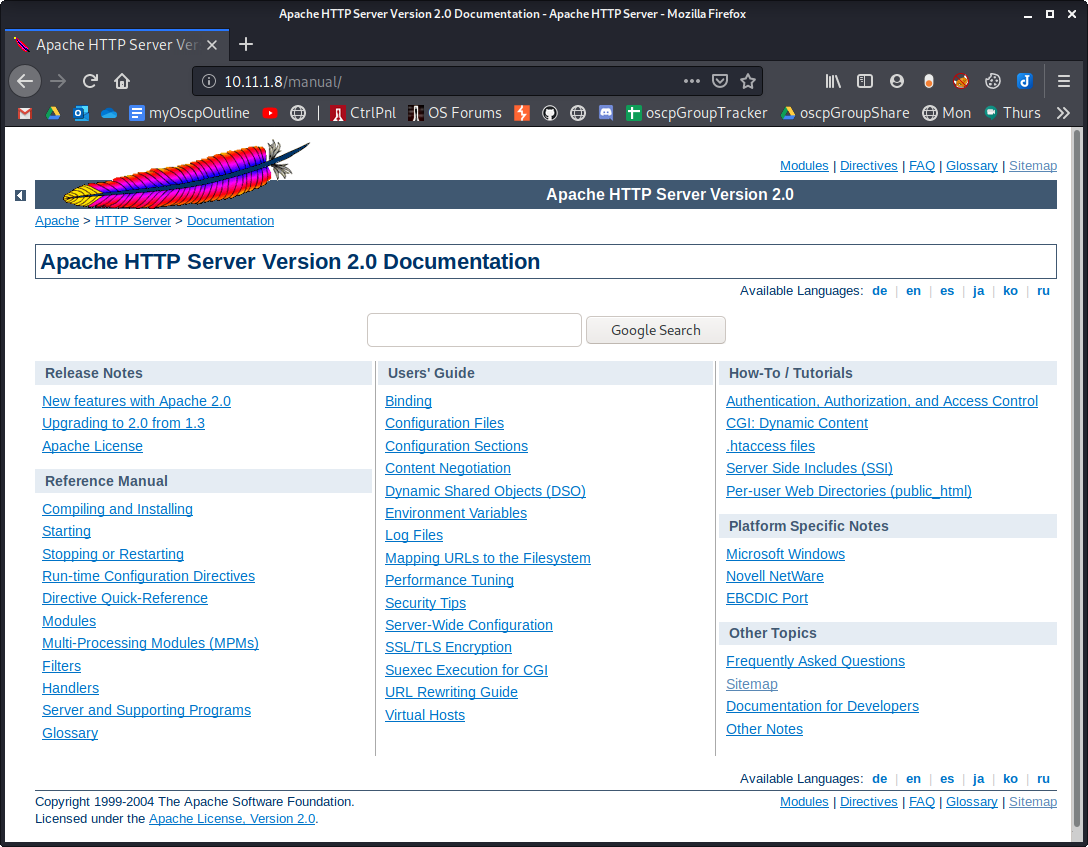 Apache HTTP Server Version 2.0 Documentation - Apache HTTP Server - Mozilla Firefox
Apache HTTP Server Ver
10.11.1.8/manual/
myOscpOutline | CtrlPnl OS Forums oscpGroupTracker oscpGroupShare Mon Thurs
Modules | Directives | FAQ | Glossary | Sitemap
Apache HTTP Server Version 2.0
Apache > HTTP Server > Documentation
Apache HTTP Server Version 2.0 Documentation
Available Languages: de | en | es | ja | ko | ru
Google Search
Release Notes
New features with Apache 2.0
Upgrading to 2.0 from 1.3
Apache License
Reference Manual
Compiling and Installing
Starting
Stopping or Restarting
Run-time Configuration Directives
Directive Quick-Reference
Modules
Multi-Processing Modules (MPMs)
Filters
Handlers
Server and Supporting Programs
Glossary
Users' Guide
Binding
Configuration Files
Configuration Sections
Content Negotiation
Dynamic Shared Objects (DSO)
Environment Variables
Log Files
Mapping URLs to the Filesystem
Performance Tuning
Security Tips
Server-Wide Configuration
SSL/TLS Encryption
Suexec Execution for CGI
URL Rewriting Guide
Virtual Hosts
How-To / Tutorials
Authentication, Authorization, and Access Control
CGI: Dynamic Content
.htaccess files
Server Side Includes (SSI)
Per-user Web Directories (public_html)
Platform Specific Notes
Microsoft Windows
Novell NetWare
EBCDIC Port
Other Topics
Frequently Asked Questions
Sitemap
Documentation for Developers
Other Notes
Available Languages: de | en | es | ja | ko | ru
Copyright 1999-2004 The Apache Software Foundation.
Licensed under the Apache License, Version 2.0.
Modules | Directives | FAQ | Glossary | Sitemap